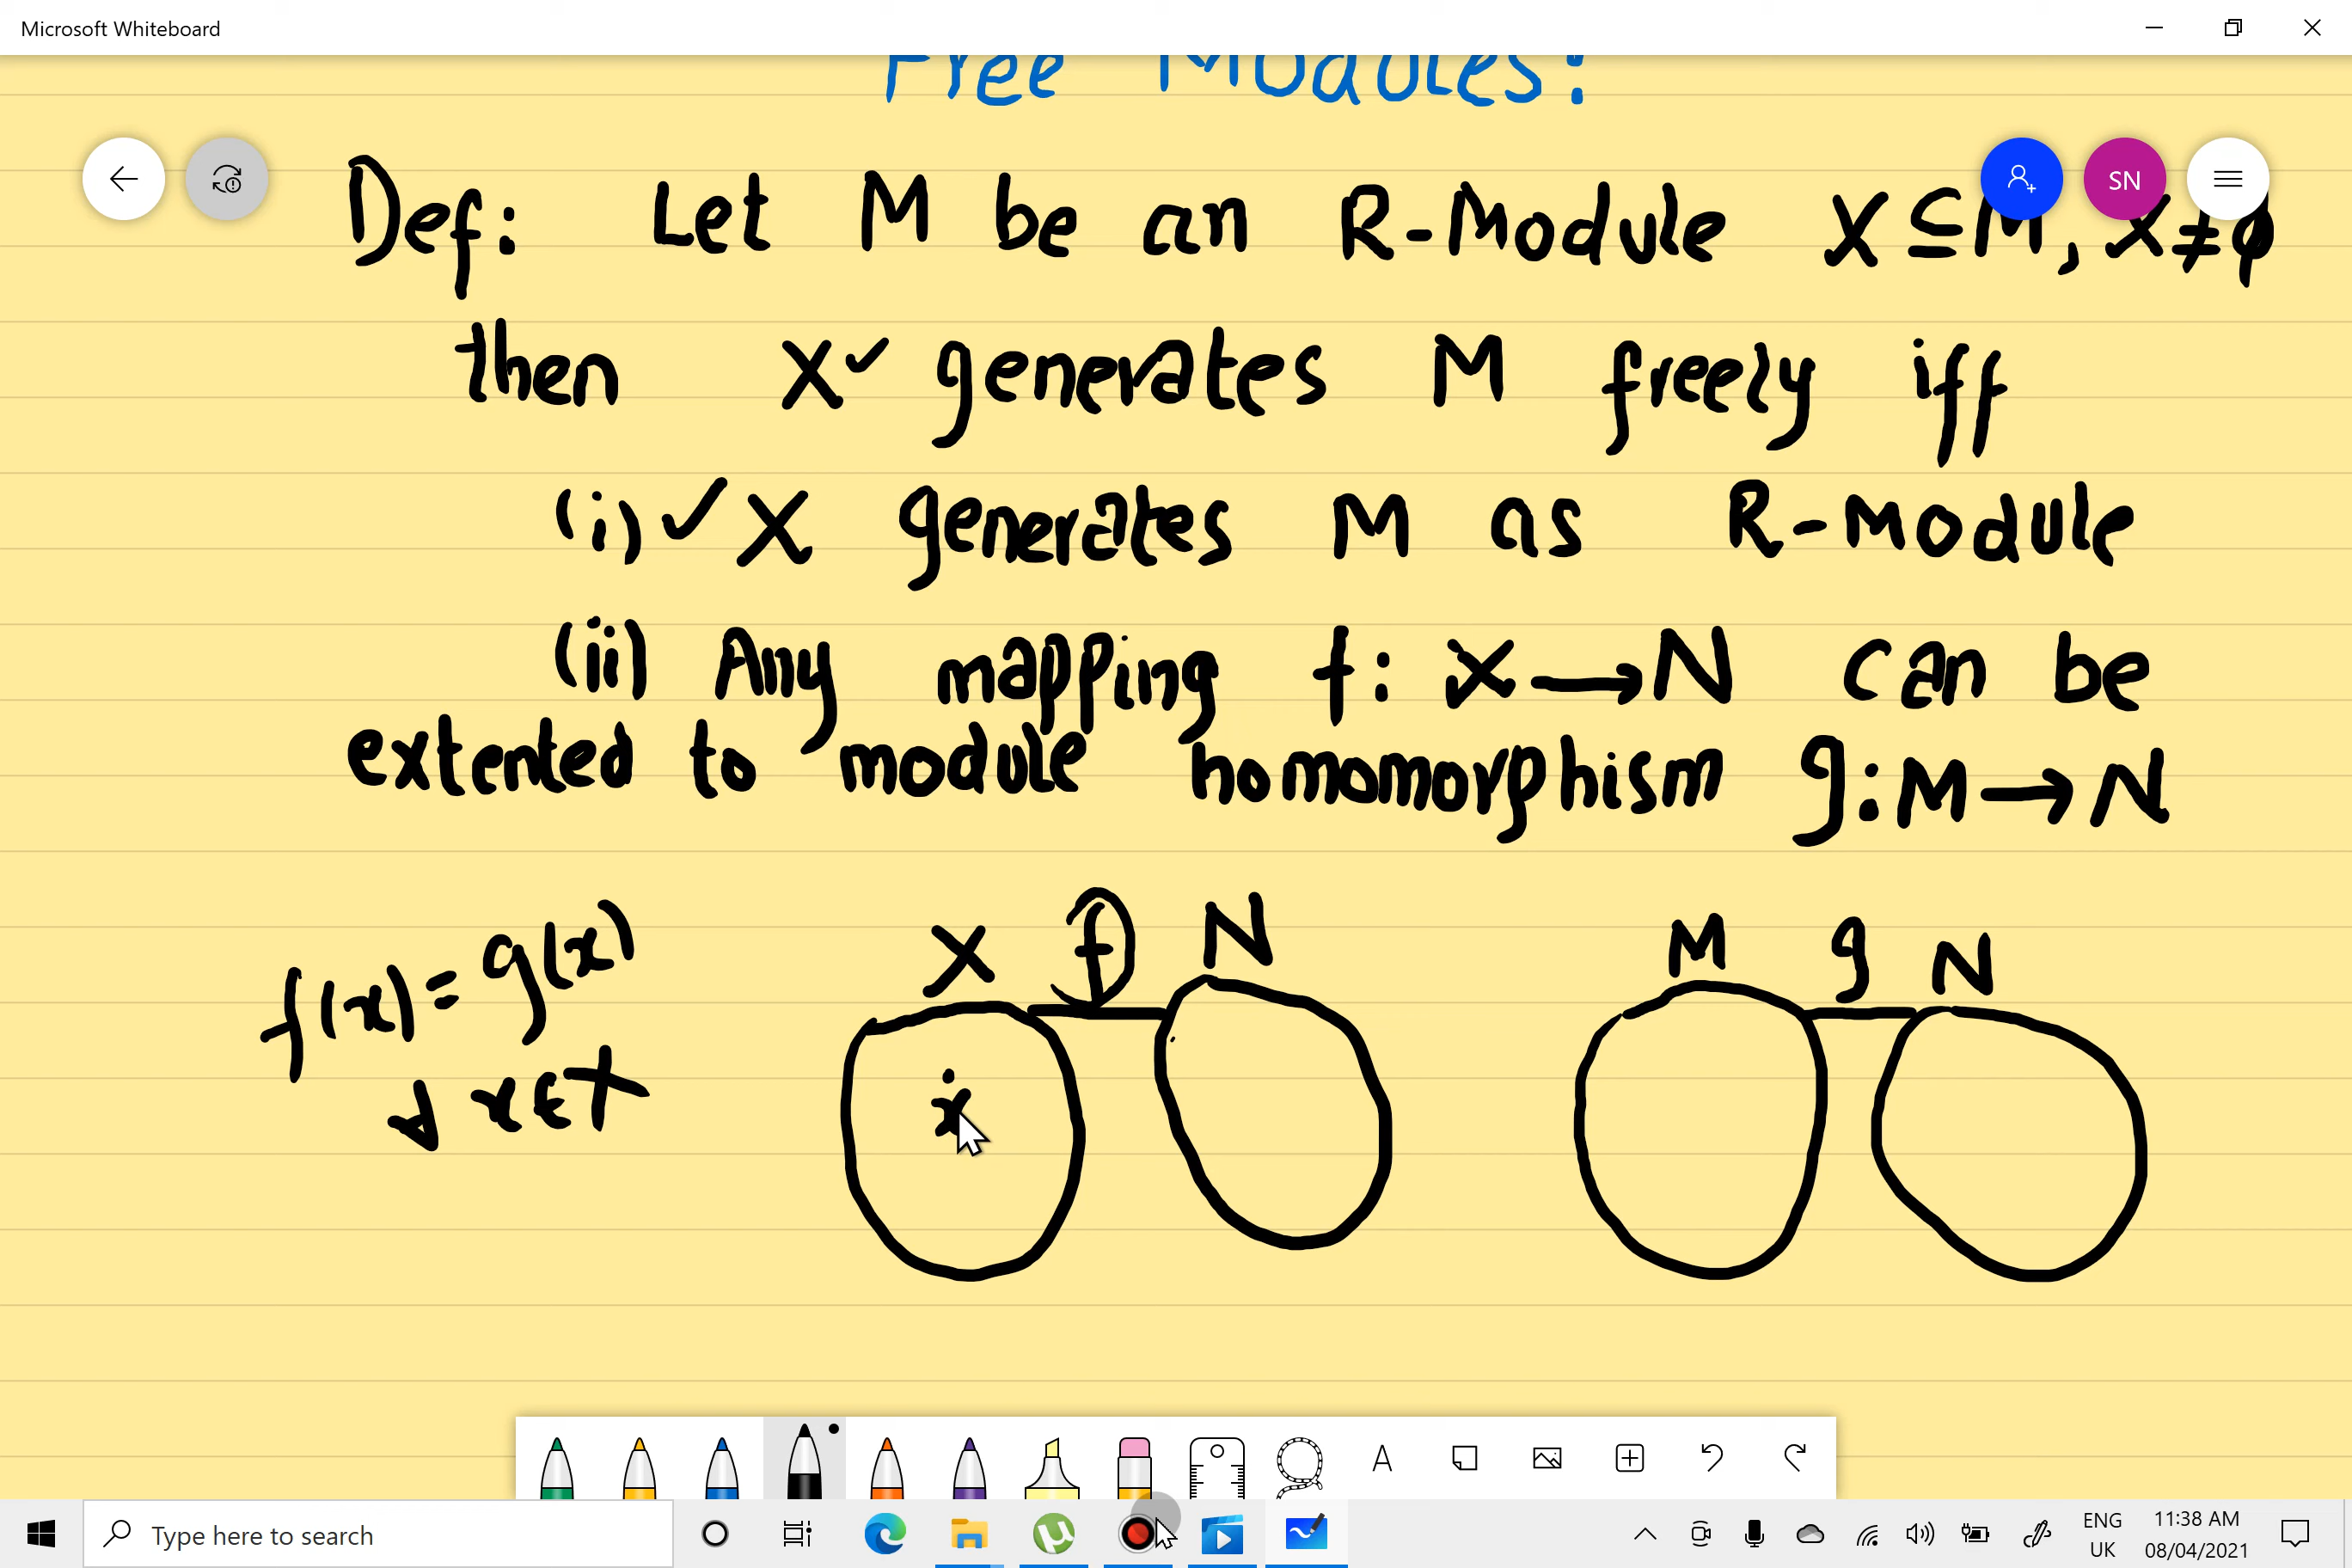 Microsoft Whiteboard
Free Modules:
SN
Def: Let M be an R-Module X ⊆ M, X ≠ φ
then X ✓ generates M freely iff
(i) ✓ X generates M as R-Module
(ii) Any mapping f: X → N can be
extented to module homomorphism g: M → N
f(x) = g(x)
∀ x ∈ X
X f N
M g N
x
Type here to search
ENG
UK
11:38 AM
08/04/2021